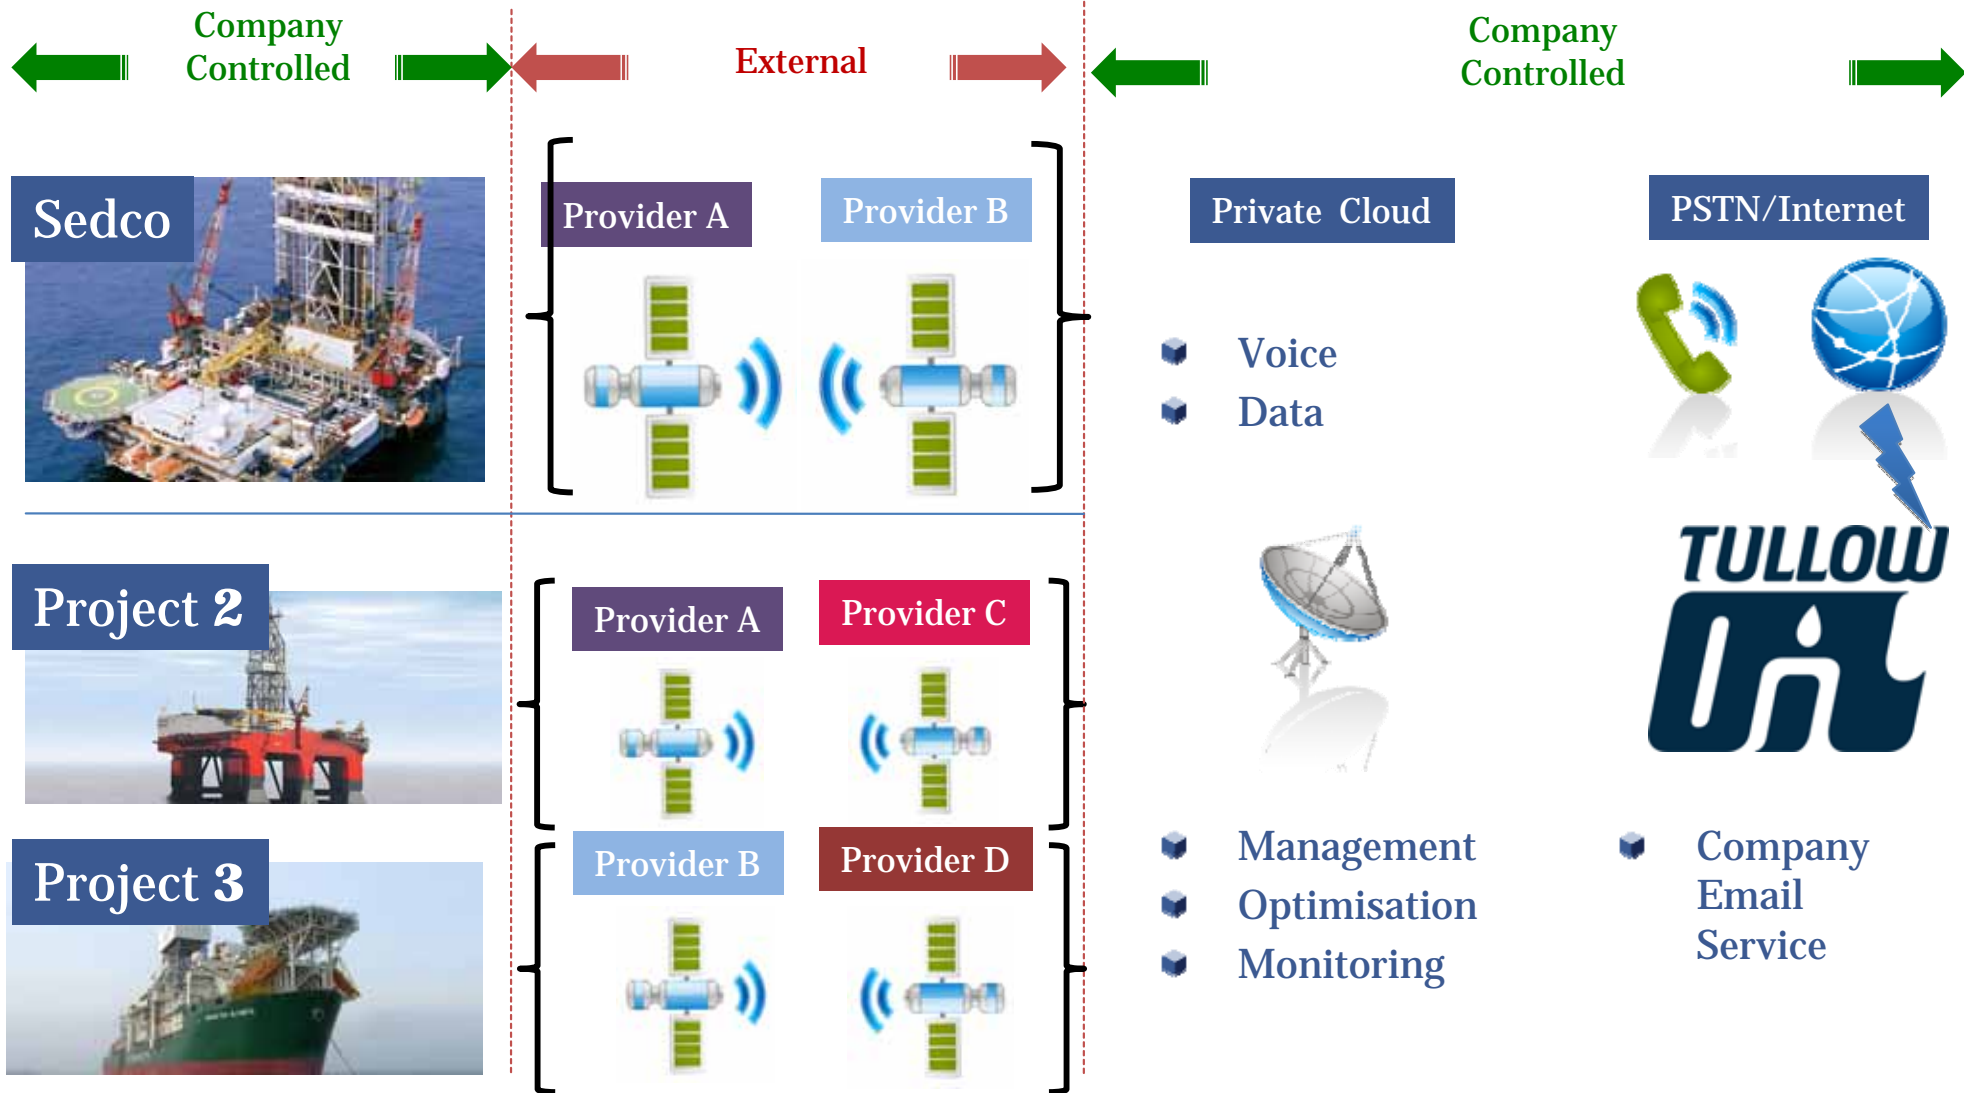 Company
Controlled
External
Company
Controlled
Sedco
Provider A
Provider B
Private Cloud
PSTN/Internet
Voice
Data
TULLOW
Oil
Project 2
Provider A
Provider C
Project 3
Provider B
Provider D
Management
Optimisation
Monitoring
Company
Email
Service